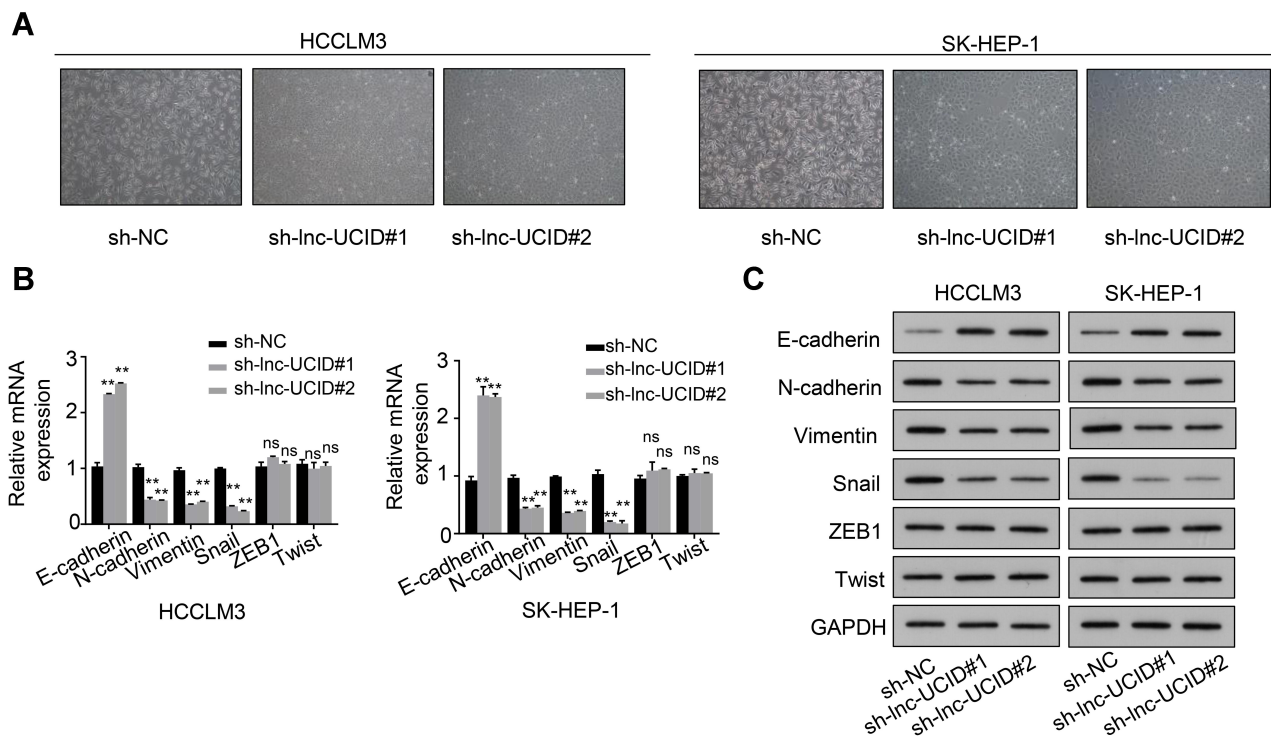 A
HCCLM3
SK-HEP-1
sh-NC
sh-lnc-UCID#1
sh-lnc-UCID#2
sh-NC
sh-lnc-UCID#1
sh-lnc-UCID#2
B
sh-NC
sh-lnc-UCID#1
sh-lnc-UCID#2
Relative mRNA
expression
3
2
1
0
** ** ** ** ** ** ** ** ns ns ns ns
E-cadherin
N-cadherin
Vimentin
Snail
ZEB1
Twist
HCCLM3
sh-NC
sh-lnc-UCID#1
sh-lnc-UCID#2
Relative mRNA
expression
3
2
1
0
** ** ** ** ** ** ** ** ns ns ns ns
E-cadherin
N-cadherin
Vimentin
Snail
ZEB1
Twist
SK-HEP-1
C
HCCLM3
SK-HEP-1
E-cadherin
N-cadherin
Vimentin
Snail
ZEB1
Twist
GAPDH
sh-NC
sh-lnc-UCID#1
sh-lnc-UCID#2
sh-NC
sh-lnc-UCID#1
sh-lnc-UCID#2